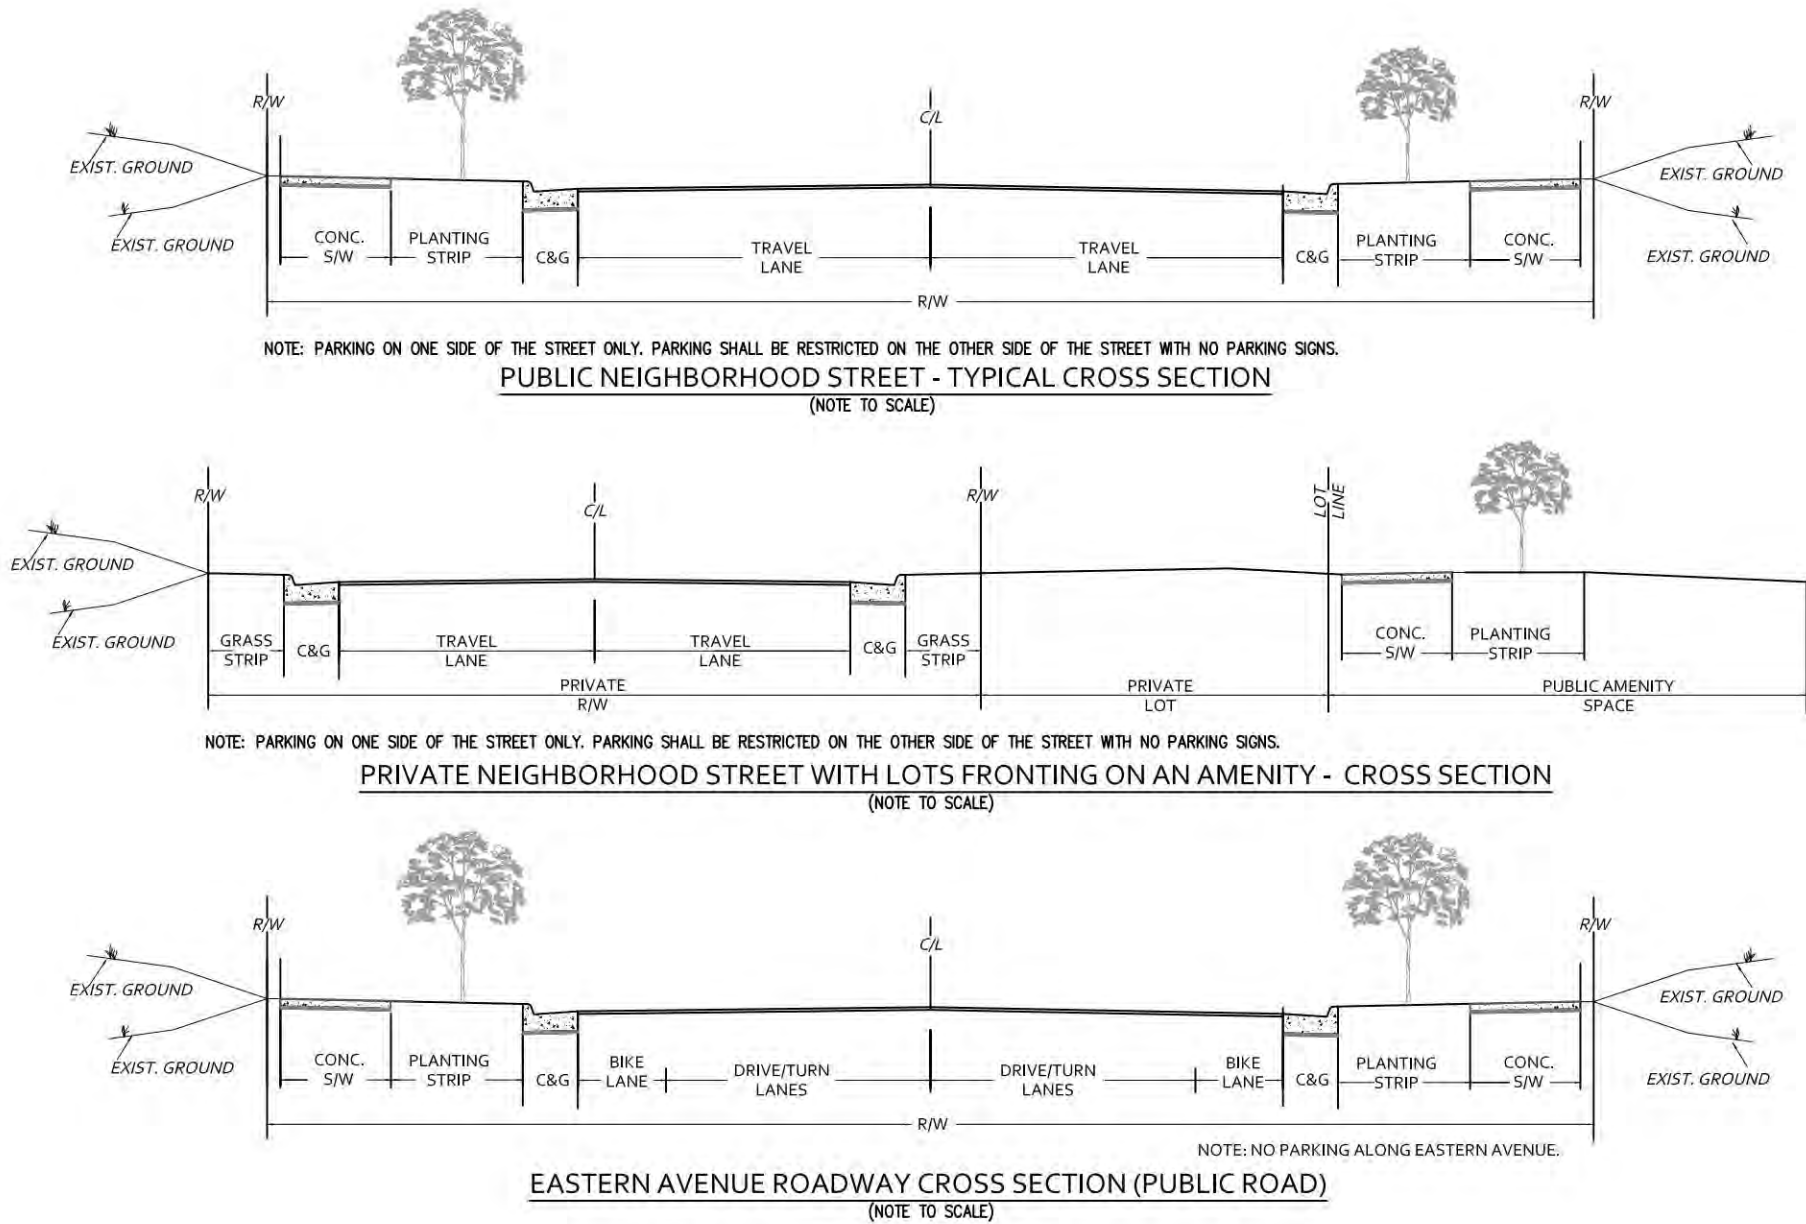 R/W
C/L
R/W
EXIST. GROUND
EXIST. GROUND
EXIST. GROUND
EXIST. GROUND
CONC.
S/W
PLANTING
STRIP
C&G
TRAVEL
LANE
TRAVEL
LANE
C&G
PLANTING
STRIP
CONC.
S/W
R/W
NOTE: PARKING ON ONE SIDE OF THE STREET ONLY. PARKING SHALL BE RESTRICTED ON THE OTHER SIDE OF THE STREET WITH NO PARKING SIGNS.
PUBLIC NEIGHBORHOOD STREET - TYPICAL CROSS SECTION
(NOTE TO SCALE)
R/W
C/L
R/W
LOT
LINE
EXIST. GROUND
EXIST. GROUND
GRASS
STRIP
C&G
TRAVEL
LANE
TRAVEL
LANE
C&G
GRASS
STRIP
CONC.
S/W
PLANTING
STRIP
PRIVATE
R/W
PRIVATE
LOT
PUBLIC AMENITY
SPACE
NOTE: PARKING ON ONE SIDE OF THE STREET ONLY. PARKING SHALL BE RESTRICTED ON THE OTHER SIDE OF THE STREET WITH NO PARKING SIGNS.
PRIVATE NEIGHBORHOOD STREET WITH LOTS FRONTING ON AN AMENITY - CROSS SECTION
(NOTE TO SCALE)
R/W
C/L
R/W
EXIST. GROUND
EXIST. GROUND
EXIST. GROUND
EXIST. GROUND
CONC.
S/W
PLANTING
STRIP
C&G
BIKE
LANE
DRIVE/TURN
LANES
DRIVE/TURN
LANES
BIKE
LANE
C&G
PLANTING
STRIP
CONC.
S/W
R/W
NOTE: NO PARKING ALONG EASTERN AVENUE.
EASTERN AVENUE ROADWAY CROSS SECTION (PUBLIC ROAD)
(NOTE TO SCALE)